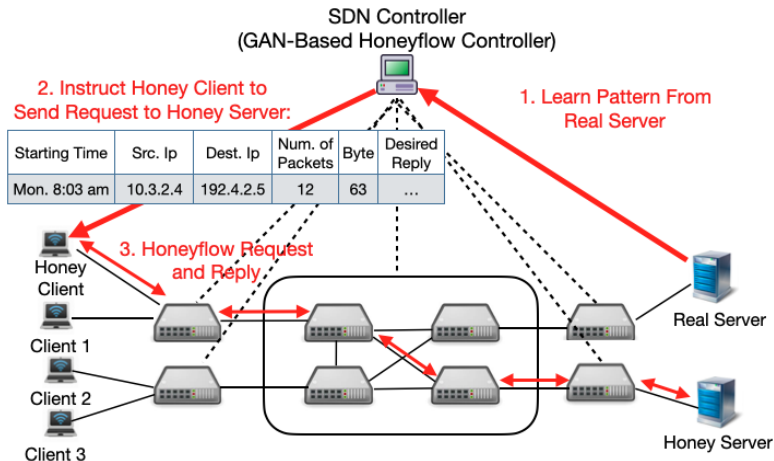 SDN Controller
(GAN-Based Honeyflow Controller)
2. Instruct Honey Client to
Send Request to Honey Server:
1. Learn Pattern From
Real Server
Starting Time Src. Ip Dest. Ip Num. of Packets Byte Desired Reply
Mon. 8:03 am 10.3.2.4 192.4.2.5 12 63 ...
3. Honeyflow Request
and Reply
Honey
Client
Client 1
Client 2
Client 3
Real Server
Honey Server